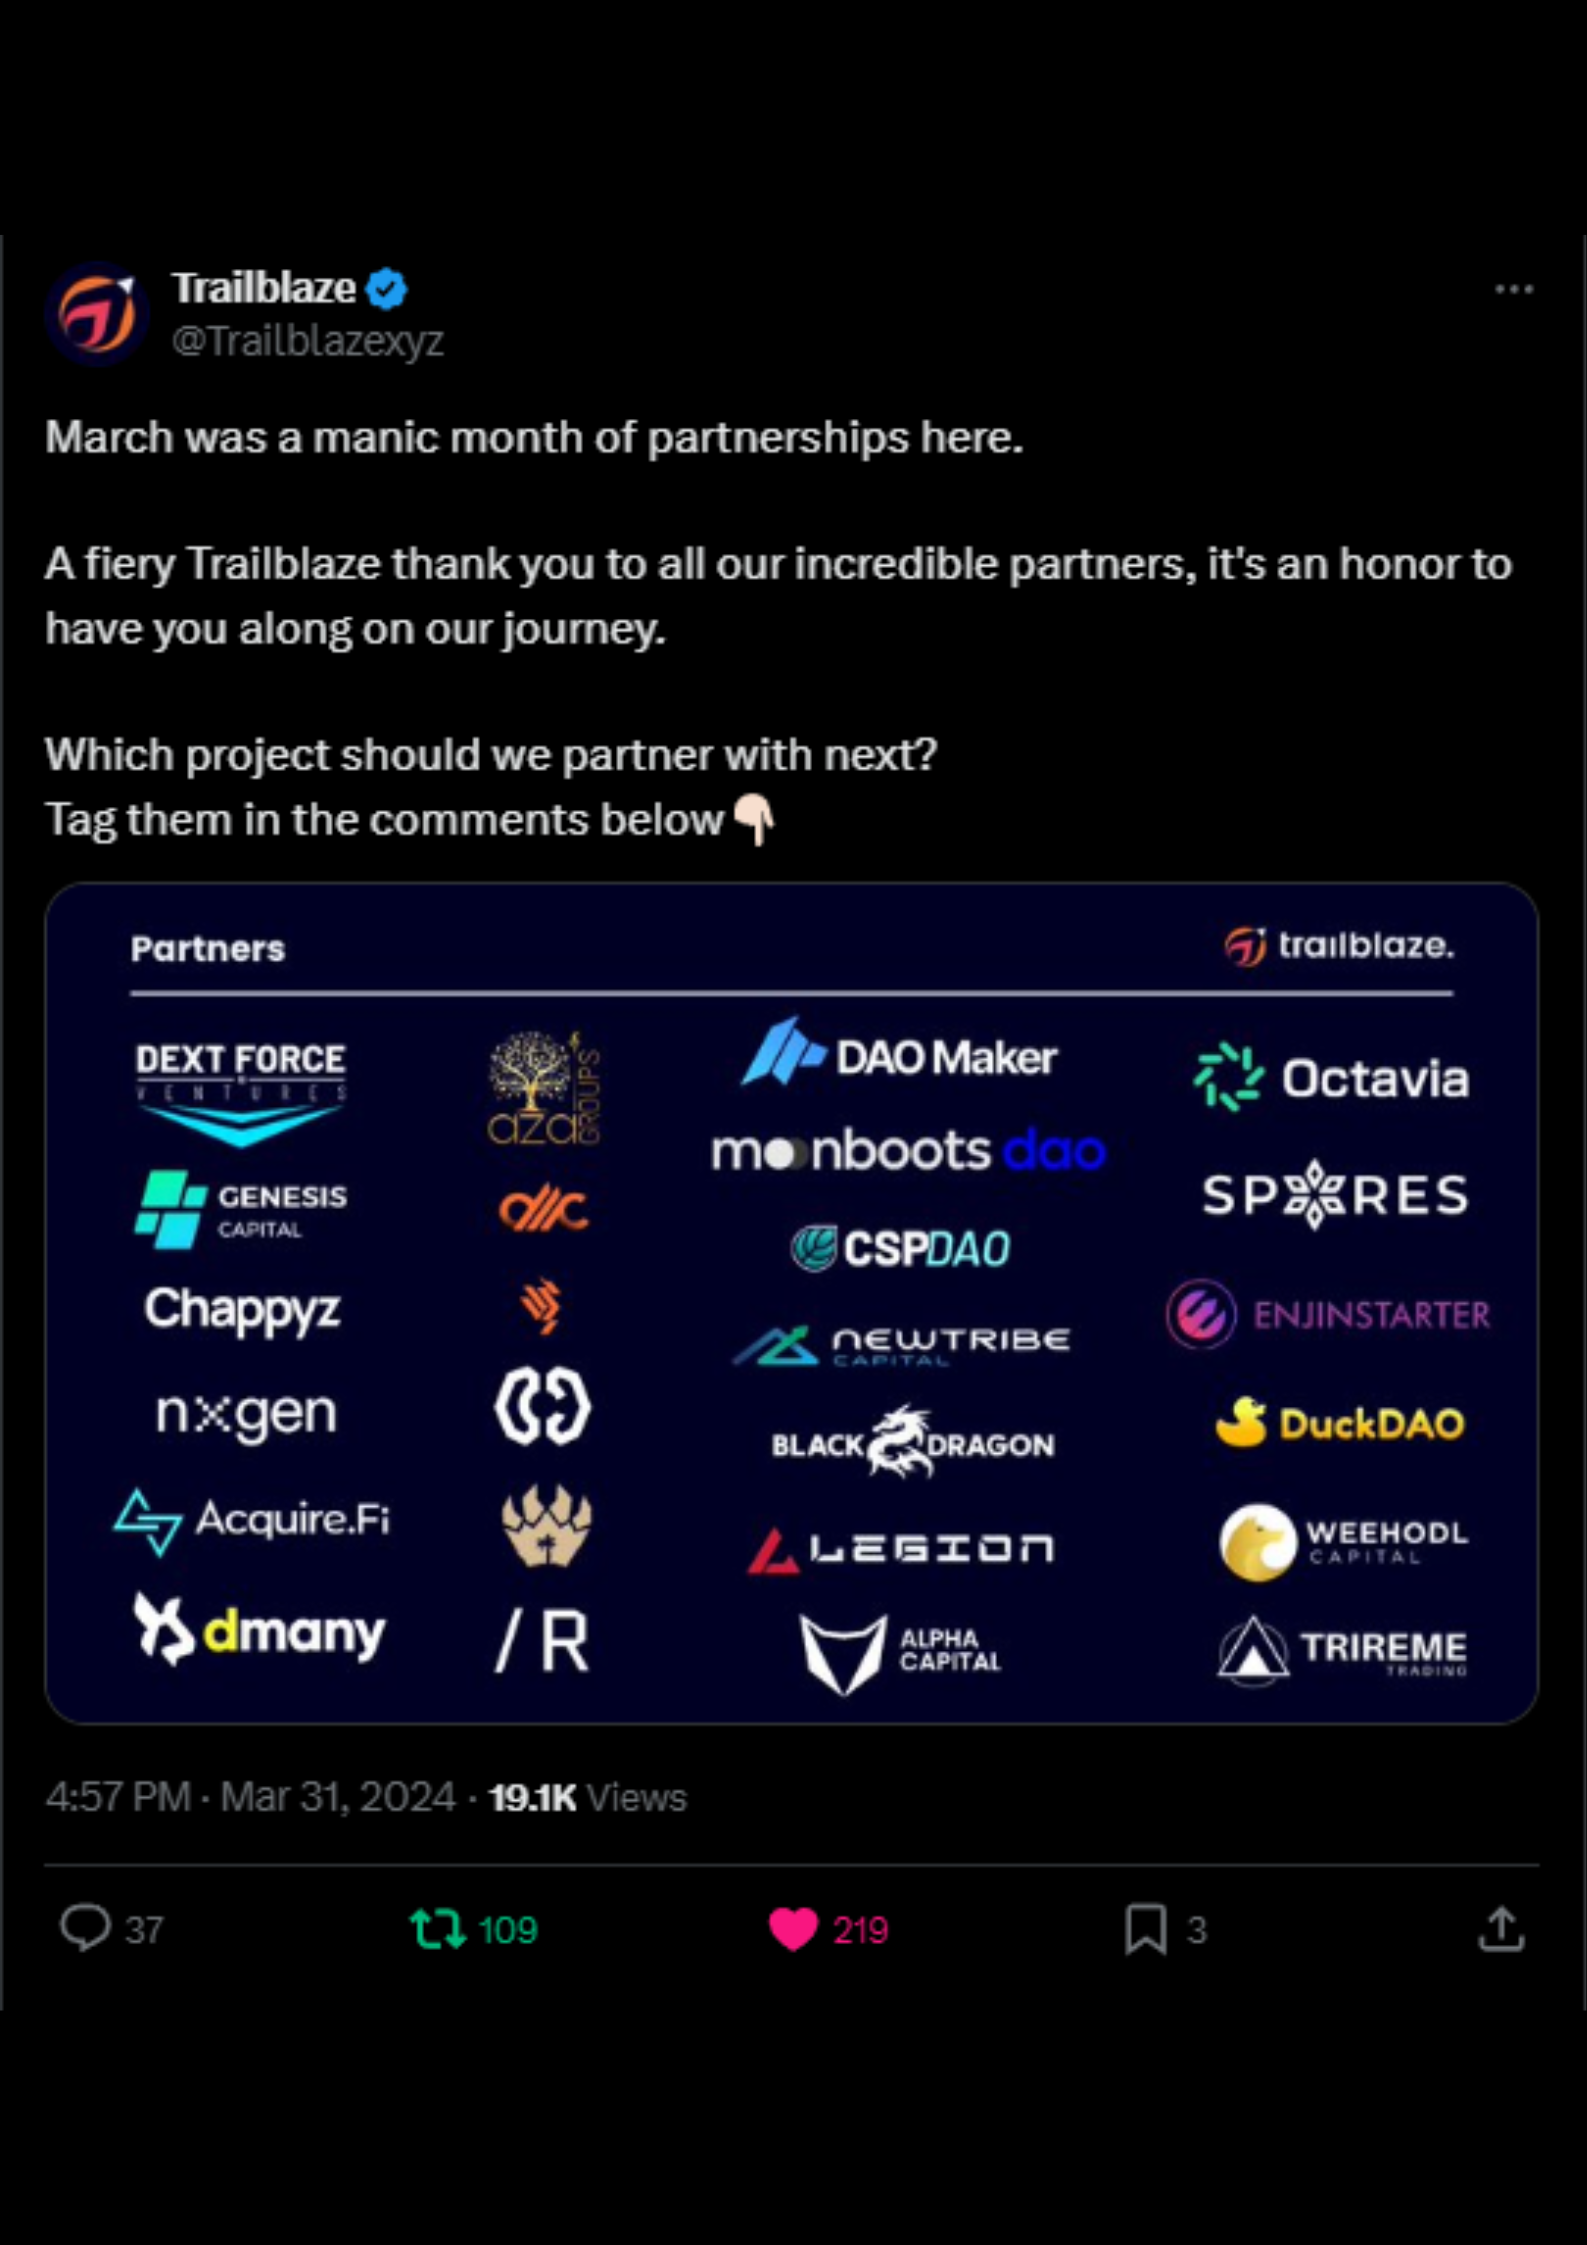 Trailblaze
@Trailblazexyz
March was a manic month of partnerships here.
A fiery Trailblaze thank you to all our incredible partners, it's an honor to
have you along on our journey.
Which project should we partner with next?
Tag them in the comments below👇🏻
Partners
trailblaze.
DEXT FORCE
VENTURES
GENESIS
CAPITAL
Chappyz
nxgen
Acquire.Fi
dmany
aza
GROUPS
/R
DAO Maker
moonboots dao
CSPDAO
NEWTRIBE
CAPITAL
BLACK DRAGON
LEGION
ALPHA
CAPITAL
Octavia
SPORES
ENJINSTARTER
DuckDAO
WEEHODL
CAPITAL
TRIREME
TRADING
4:57 PM · Mar 31, 2024 · 19.1K Views
37
109
219
3